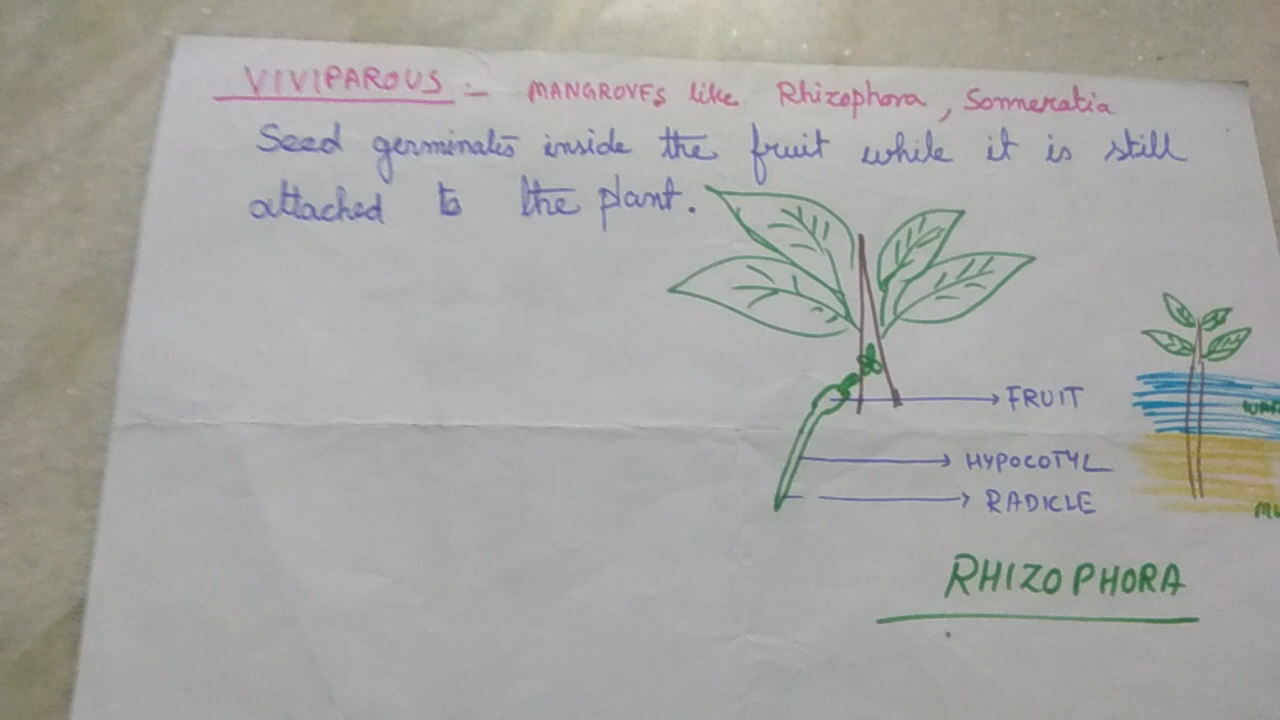 VIVIPAROUS :- MANGROVES like Rhizophora, Sonneratia
Seed germinates inside the fruit while it is still
attached to the plant.
FRUIT
HYPOCOTYL
RADICLE
RHIZOPHORA